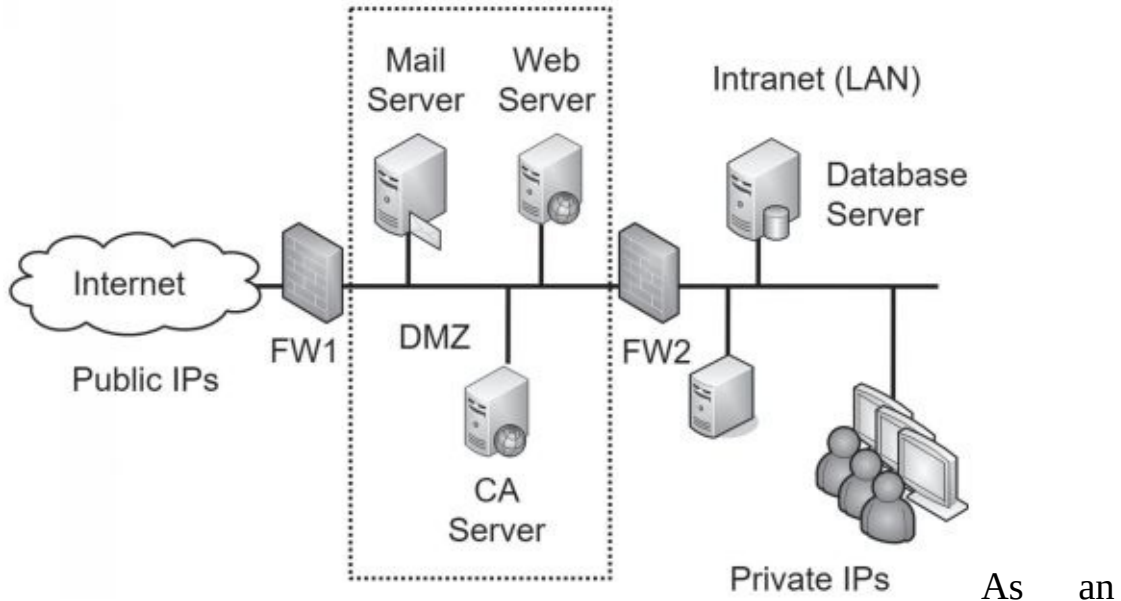 Mail
Server
Web
Server
Intranet (LAN)
Database
Server
Internet
FW1
DMZ
FW2
Public IPs
CA
Server
Private IPs
As an